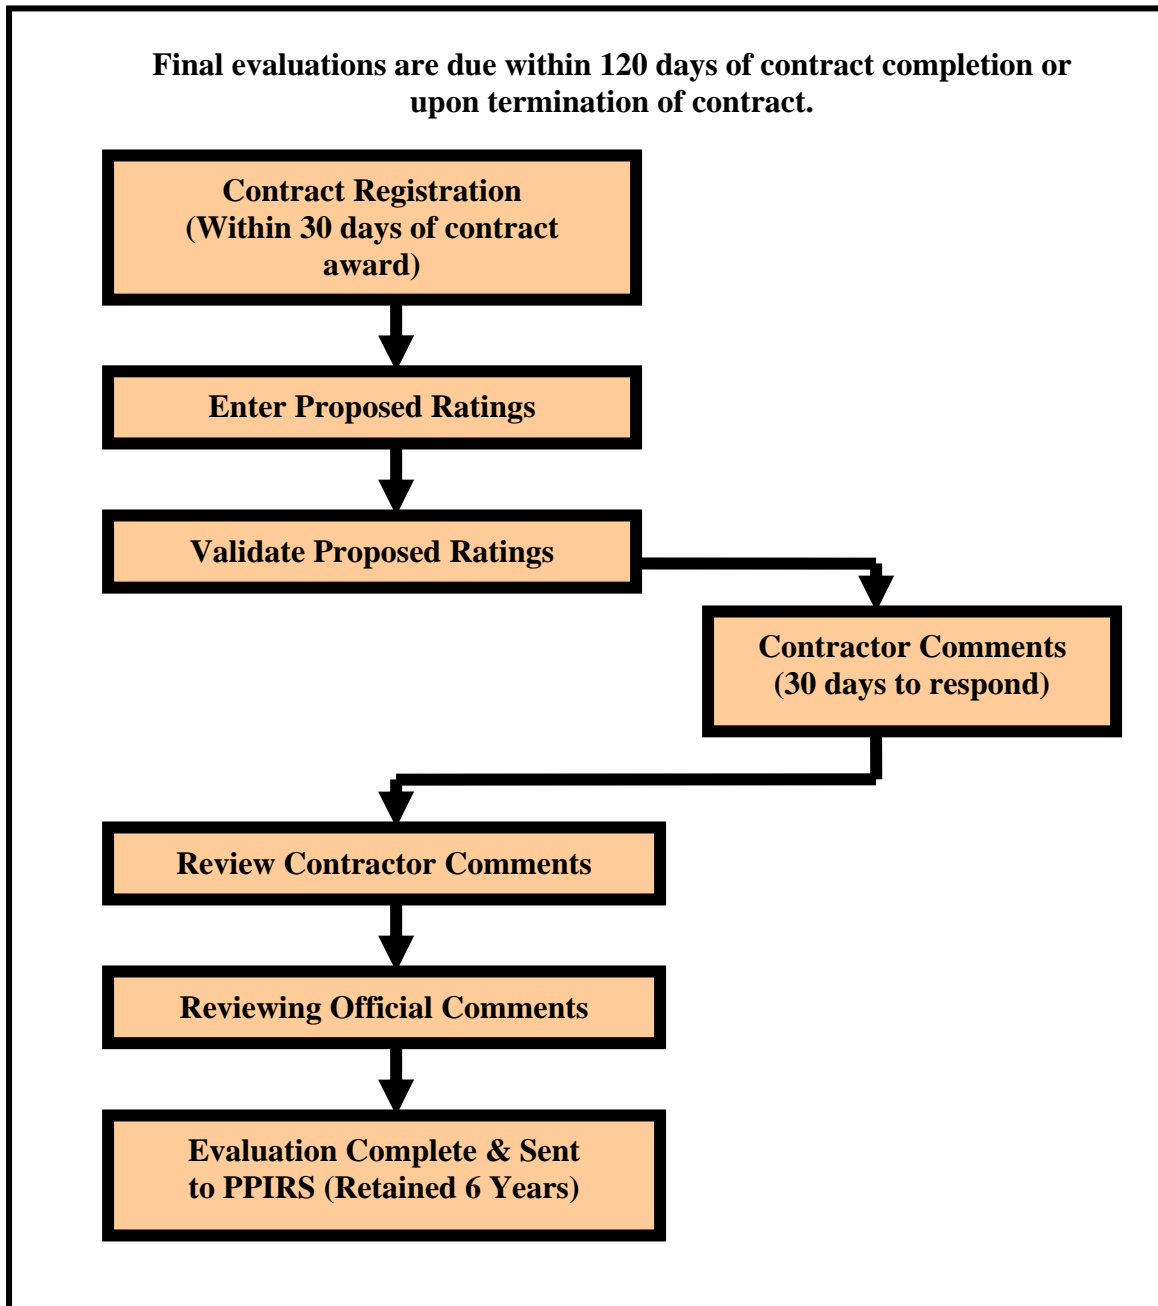 Final evaluations are due within 120 days of contract completion or
upon termination of contract.
Contract Registration
(Within 30 days of contract
award)
Enter Proposed Ratings
Validate Proposed Ratings
Contractor Comments
(30 days to respond)
Review Contractor Comments
Reviewing Official Comments
Evaluation Complete & Sent
to PPIRS (Retained 6 Years)